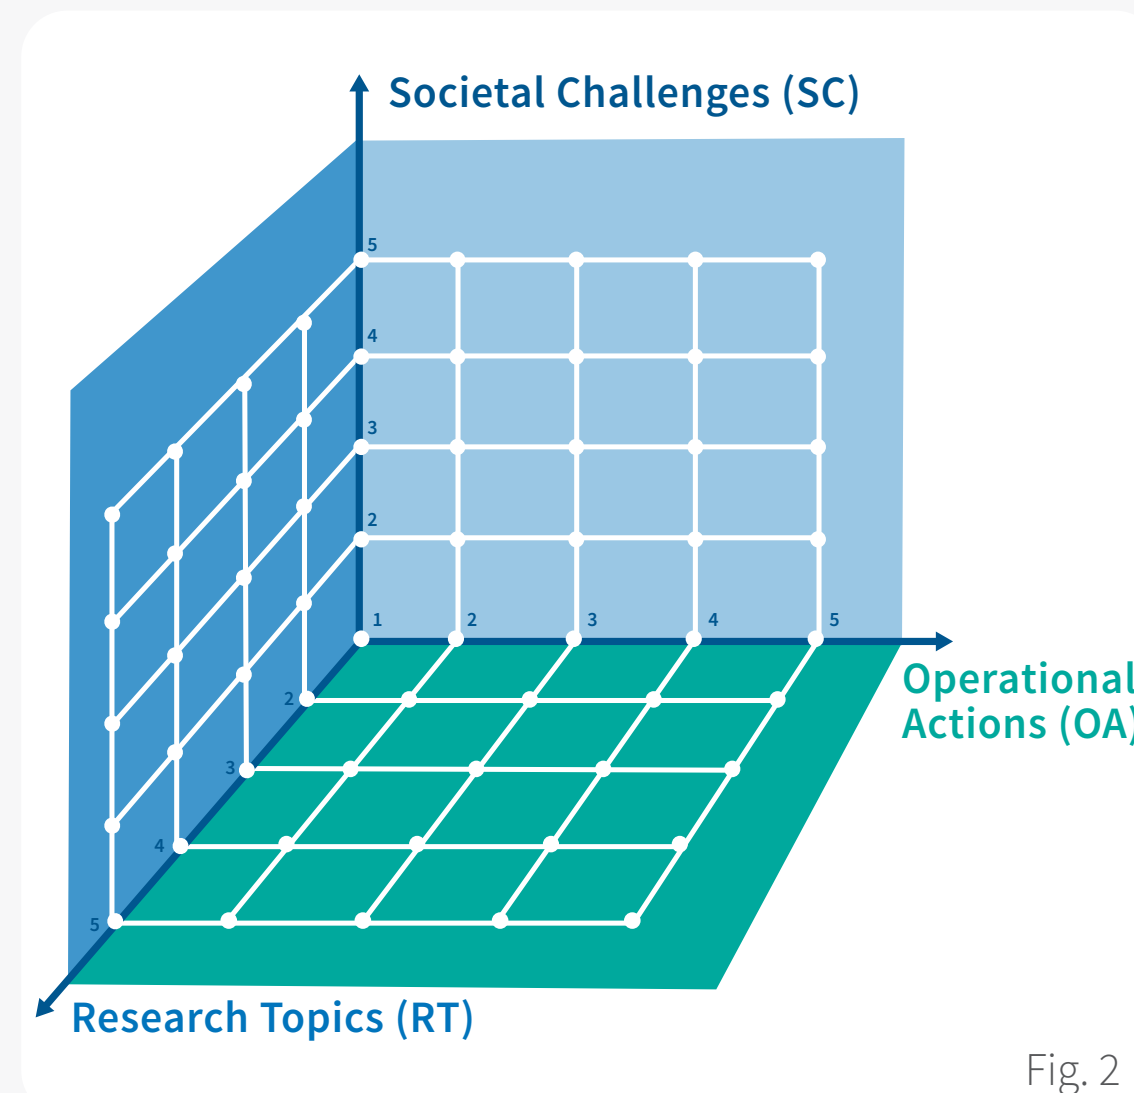 Societal Challenges (SC)
5
4
3
2
1 2 3 4 5
Operational
Actions (OA)
2
3
4
5
Research Topics (RT)
Fig. 2